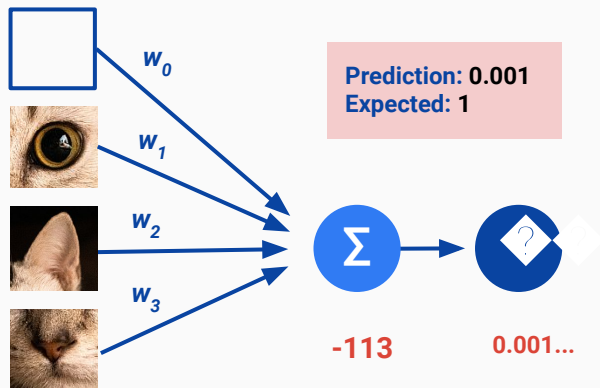 w0
Prediction: 0.001
Expected: 1
w1
w2
w3
Σ
?
-113
0.001...